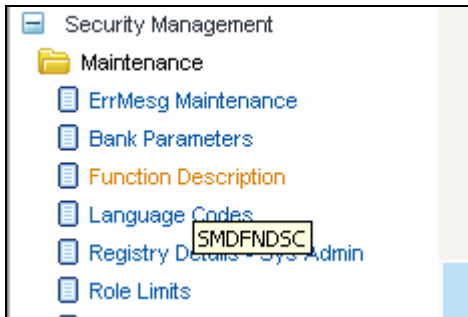 Security Management
Maintenance
ErrMesg Maintenance
Bank Parameters
Function Description
Language Codes
SMDFNDSC
Registry Details - Sys Admin
Role Limits